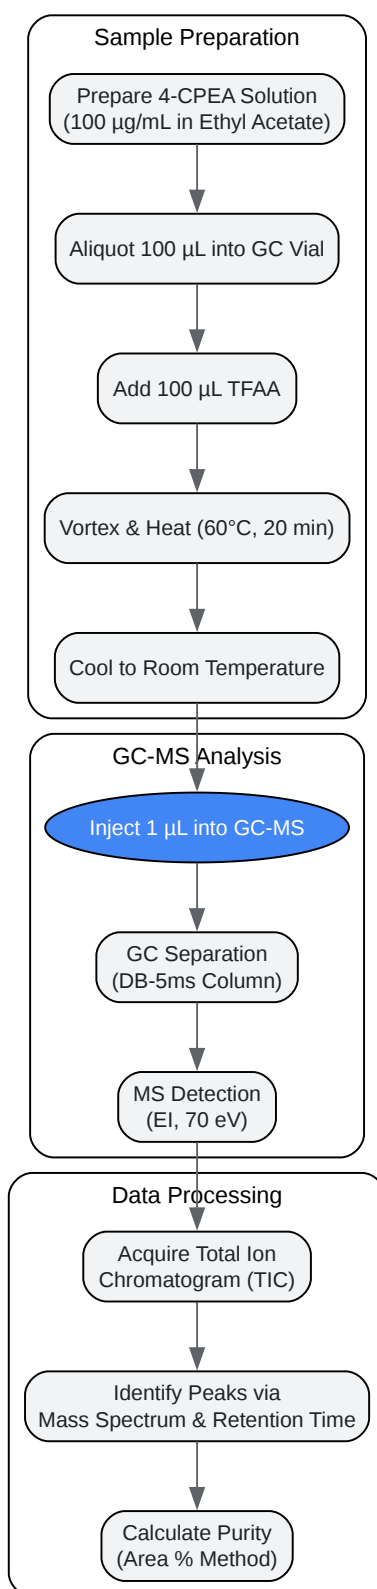 Sample Preparation
Prepare 4-CPEA Solution
(100 µg/mL in Ethyl Acetate)
Aliquot 100 µL into GC Vial
Add 100 µL TFAA
Vortex & Heat (60°C, 20 min)
Cool to Room Temperature
GC-MS Analysis
Inject 1 µL into GC-MS
GC Separation
(DB-5ms Column)
MS Detection
(EI, 70 eV)
Data Processing
Acquire Total Ion
Chromatogram (TIC)
Identify Peaks via
Mass Spectrum & Retention Time
Calculate Purity
(Area % Method)